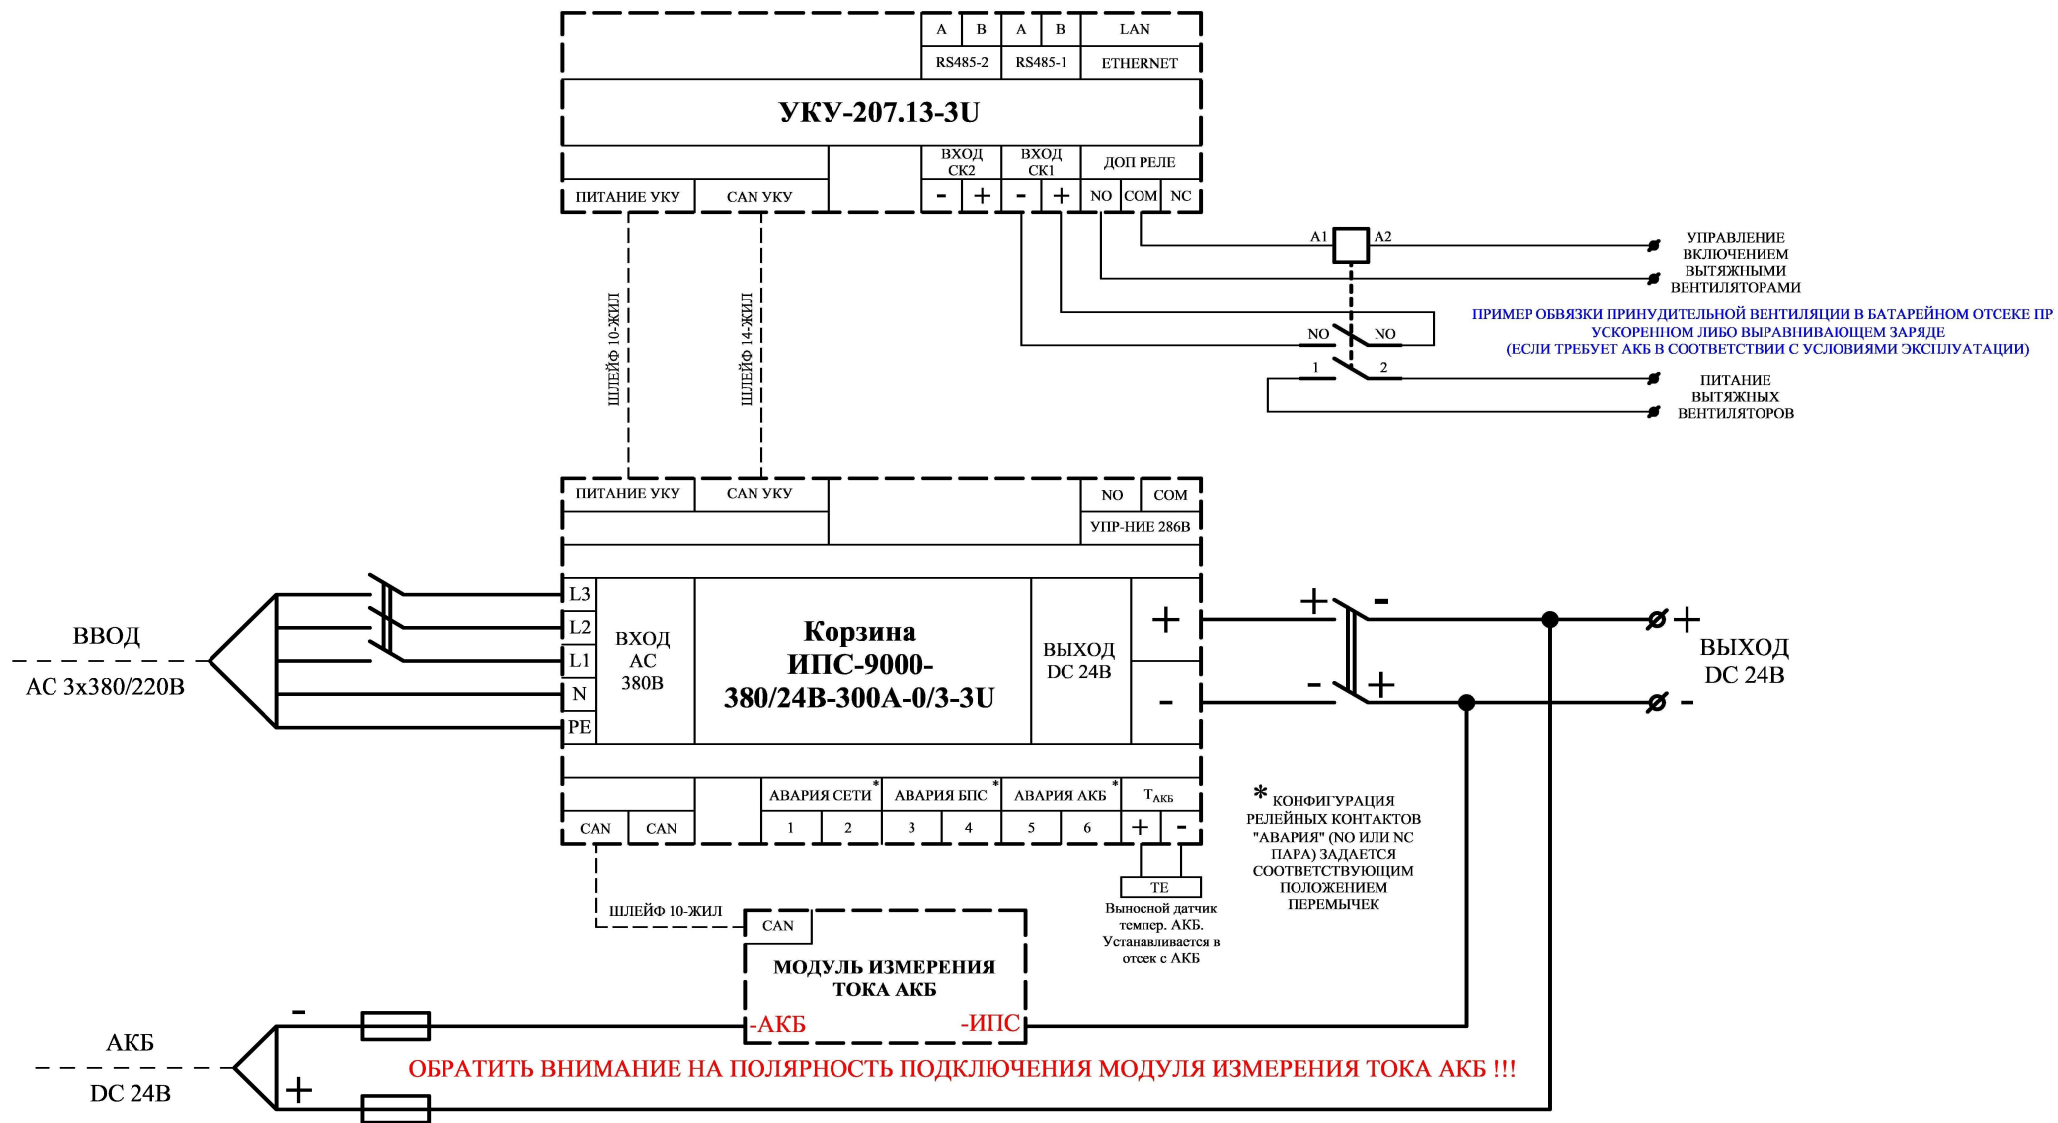 A B A B LAN
RS485-2 RS485-1 ETHERNET
УКУ-207.13-3U
ВХОД СК2
ВХОД СК1
ДОП РЕЛЕ
ПИТАНИЕ УКУ CAN УКУ - + - + NO COM NC
A1 A2
УПРАВЛЕНИЕ
ВКЛЮЧЕНИЕМ
ВЫТЯЖНЫМИ
ВЕНТИЛЯТОРАМИ
ШЛЕЙФ 10-ЖИЛ
ШЛЕЙФ 14-ЖИЛ
ПРИМЕР ОБВЯЗКИ ПРИНУДИТЕЛЬНОЙ ВЕНТИЛЯЦИИ В БАТАРЕЙНОМ ОТСЕКЕ ПР
УСКОРЕННОМ ЛИБО ВЫРАВНИВАЮЩЕМ ЗАРЯДЕ
(ЕСЛИ ТРЕБУЕТ АКБ В СООТВЕТСТВИИ С УСЛОВИЯМИ ЭКСПЛУАТАЦИИ)
NO NO
1 2
ПИТАНИЕ
ВЫТЯЖНЫХ
ВЕНТИЛЯТОРОВ
ПИТАНИЕ УКУ CAN УКУ NO COM
УПР-НИЕ 286В
ВВОД
AC 3x380/220В
L3
L2
L1
N
PE
ВХОД
AC
380В
Корзина
ИПС-9000-
380/24В-300А-0/3-3U
ВЫХОД
DC 24В
+
-
+ -
- +
+
ВЫХОД
DC 24В
-
АВАРИЯ СЕТИ * АВАРИЯ БПС * АВАРИЯ АКБ * TАКБ
CAN CAN 1 2 3 4 5 6 + -
* КОНФИГУРАЦИЯ
РЕЛЕЙНЫХ КОНТАКТОВ
"АВАРИЯ" (NO ИЛИ NC
ПАРА) ЗАДАЕТСЯ
СООТВЕТСТВУЮЩИМ
ПОЛОЖЕНИЕМ
ПЕРЕМЫЧЕК
TE
Выносной датчик
темпер. АКБ.
Устанавливается в
отсек с АКБ
ШЛЕЙФ 10-ЖИЛ
CAN
МОДУЛЬ ИЗМЕРЕНИЯ
ТОКА АКБ
-АКБ -ИПС
АКБ
DC 24В
-
+
ОБРАТИТЬ ВНИМАНИЕ НА ПОЛЯРНОСТЬ ПОДКЛЮЧЕНИЯ МОДУЛЯ ИЗМЕРЕНИЯ ТОКА АКБ !!!